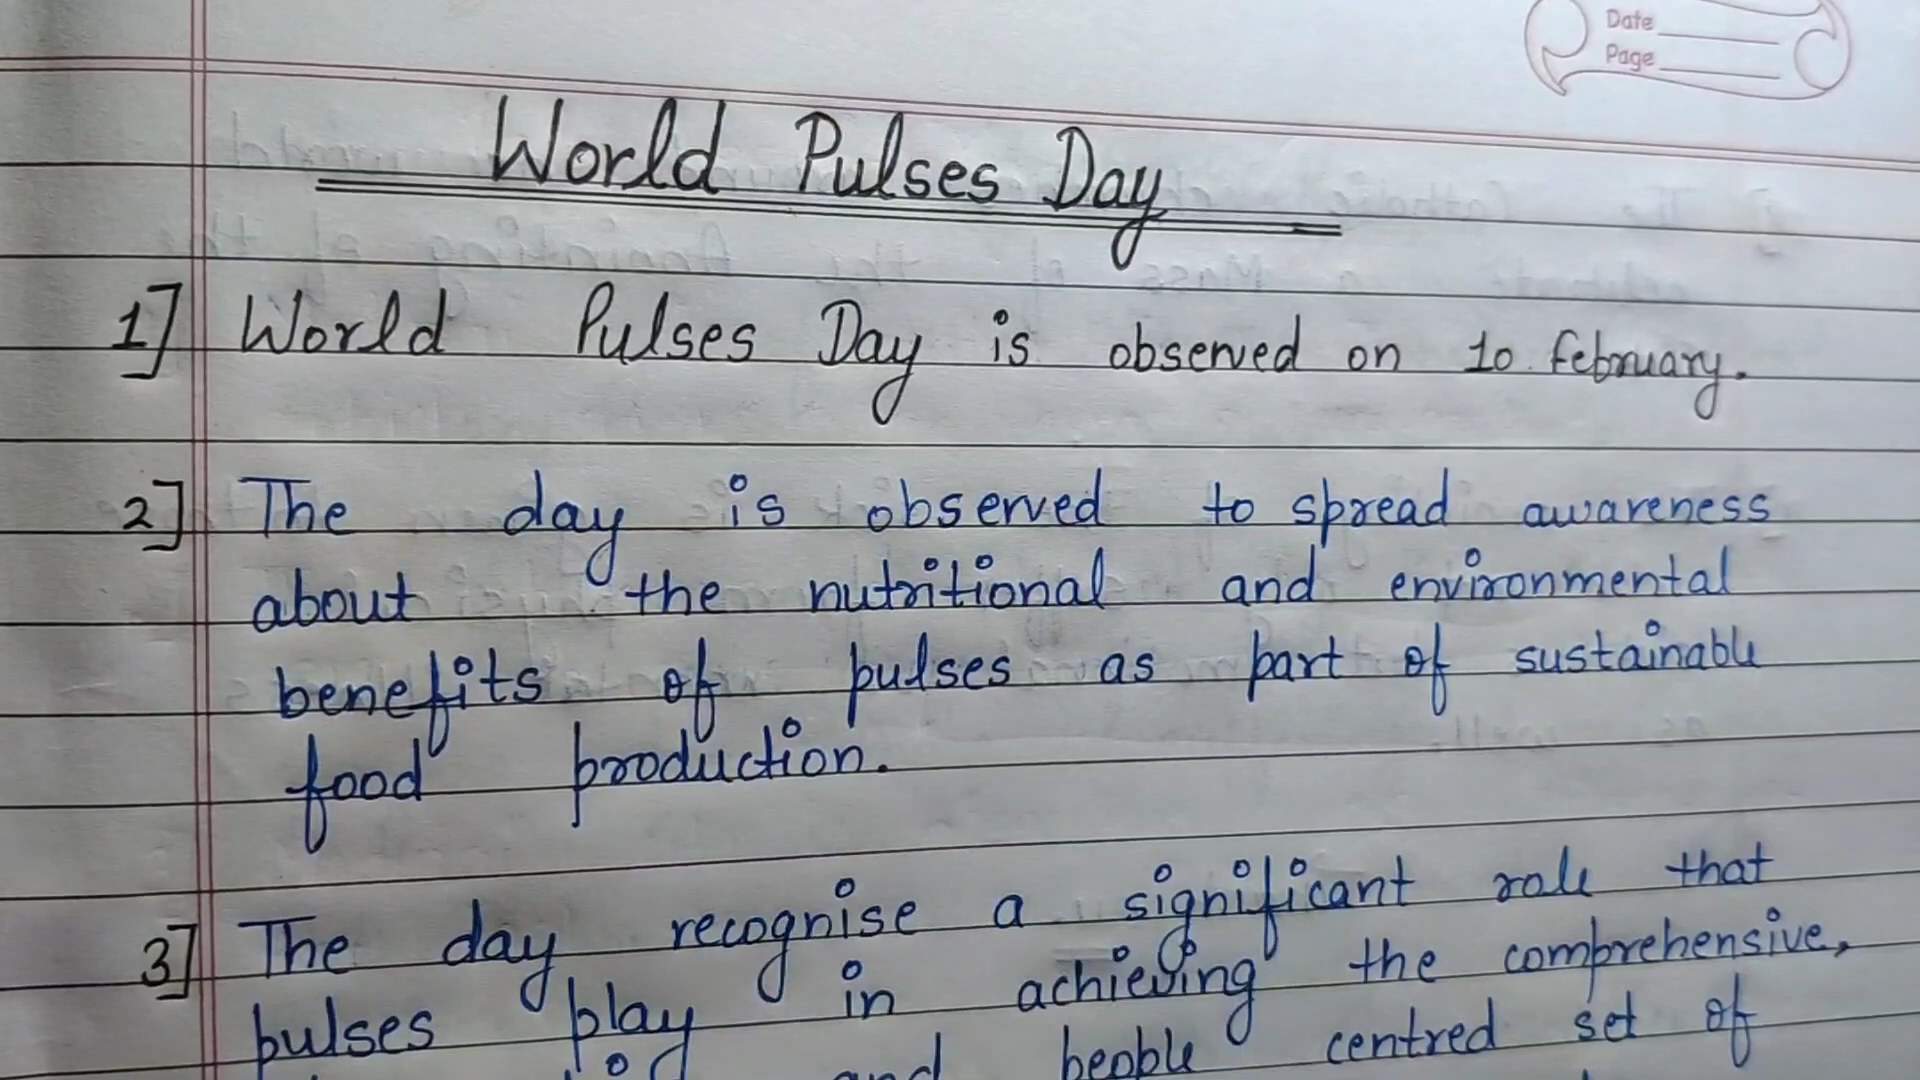 Date
Page
World Pulses Day
1] World Pulses Day is observed on 10 february.
2] The day is observed to spread awareness
about the nutritional and environmental
benefits of pulses as part of sustainable
food production.
3] The day recognise a significant role that
pulses play in achieving the comprehensive,
and people centred set of